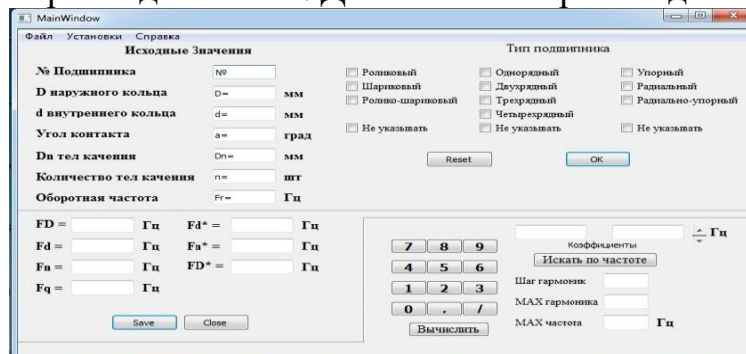 MainWindow
Файл Установки Справка
Исходные Значения
Тип подшипника
№ Подшипника №
D наружного кольца D= мм
d внутреннего кольца d= мм
Угол контакта a= град
Dn тел качения Dn= мм
Количество тел качения n= шт
Оборотная частота Fr= Гц
Роликовый Однорядный Упорный
Шариковый Двухрядный Радиальный
Ролико-шариковый Трехрядный Радиально-упорный
Четырехрядный
Не указывать Не указывать Не указывать
Reset OK
FD = Гц Fd* = Гц
Fd = Гц Fn* = Гц
Fn = Гц FD* = Гц
Fq = Гц
Save Close
7 8 9
4 5 6
1 2 3
0 . /
Вычислить
Гц
Коэффициенты
Искать по частоте
Шаг гармоник
MAX гармоника
MAX частота Гц